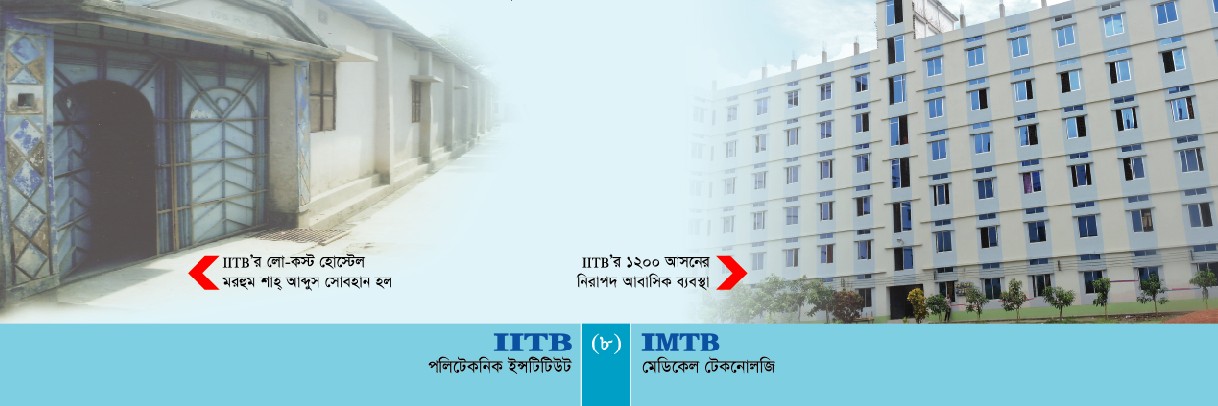 IITB'র লো-কস্ট হোস্টেল
মরহুম শাহ্ আব্দুস সোবহান হল
IITB'র ১২০০ আসনের
নিরাপদ আবাসিক ব্যবস্থা
IITB
পলিটেকনিক ইন্সটিটিউট
(৮)
IMTB
মেডিকেল টেকনোলজি